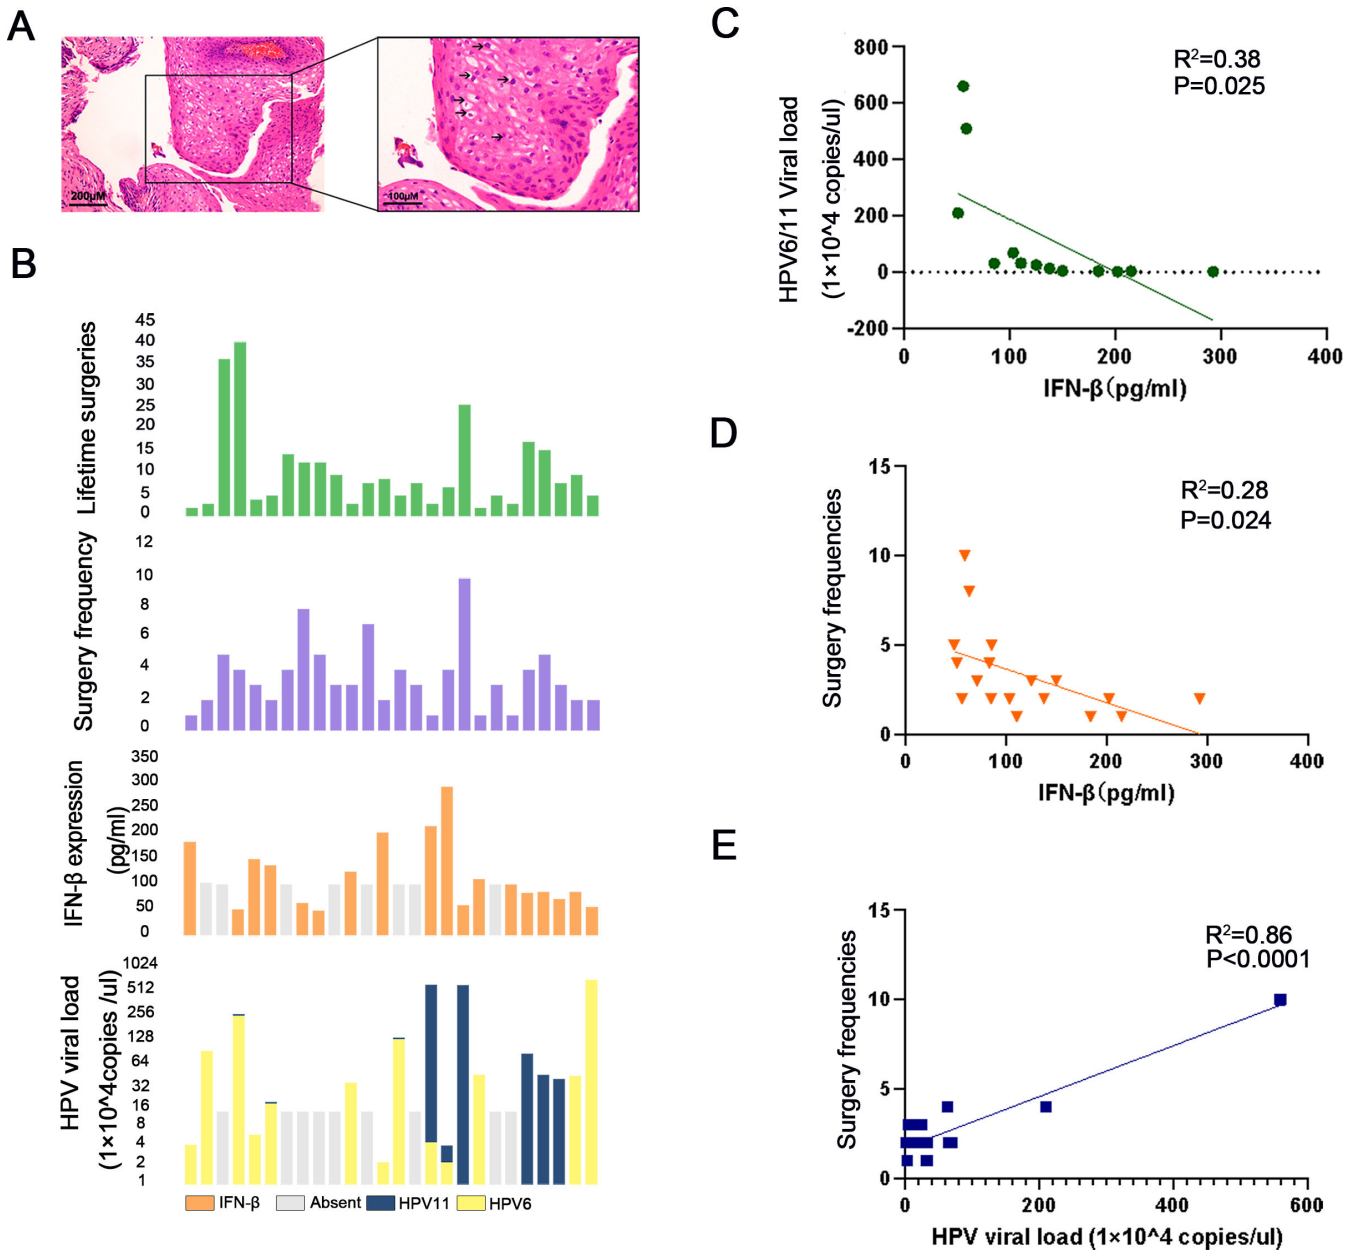 A
200μM
100μM
B
Lifetime surgeries
45
40
35
30
25
20
15
10
5
0
Surgery frequency
12
10
8
6
4
2
0
IFN-β expression
(pg/ml)
350
300
250
200
150
100
50
0
HPV viral load
(1×10^4copies /ul)
1024
512
256
128
64
32
16
8
4
2
1
IFN-β Absent HPV11 HPV6
C
HPV6/11 Viral load
(1×10^4 copies/ul)
800
600
400
200
0
-200
R²=0.38
P=0.025
0 100 200 300 400
IFN-β(pg/ml)
D
Surgery frequencies
15
10
5
0
R²=0.28
P=0.024
0 100 200 300 400
IFN-β(pg/ml)
E
Surgery frequencies
15
10
5
0
R²=0.86
P<0.0001
0 200 400 600
HPV viral load (1×10^4 copies/ul)